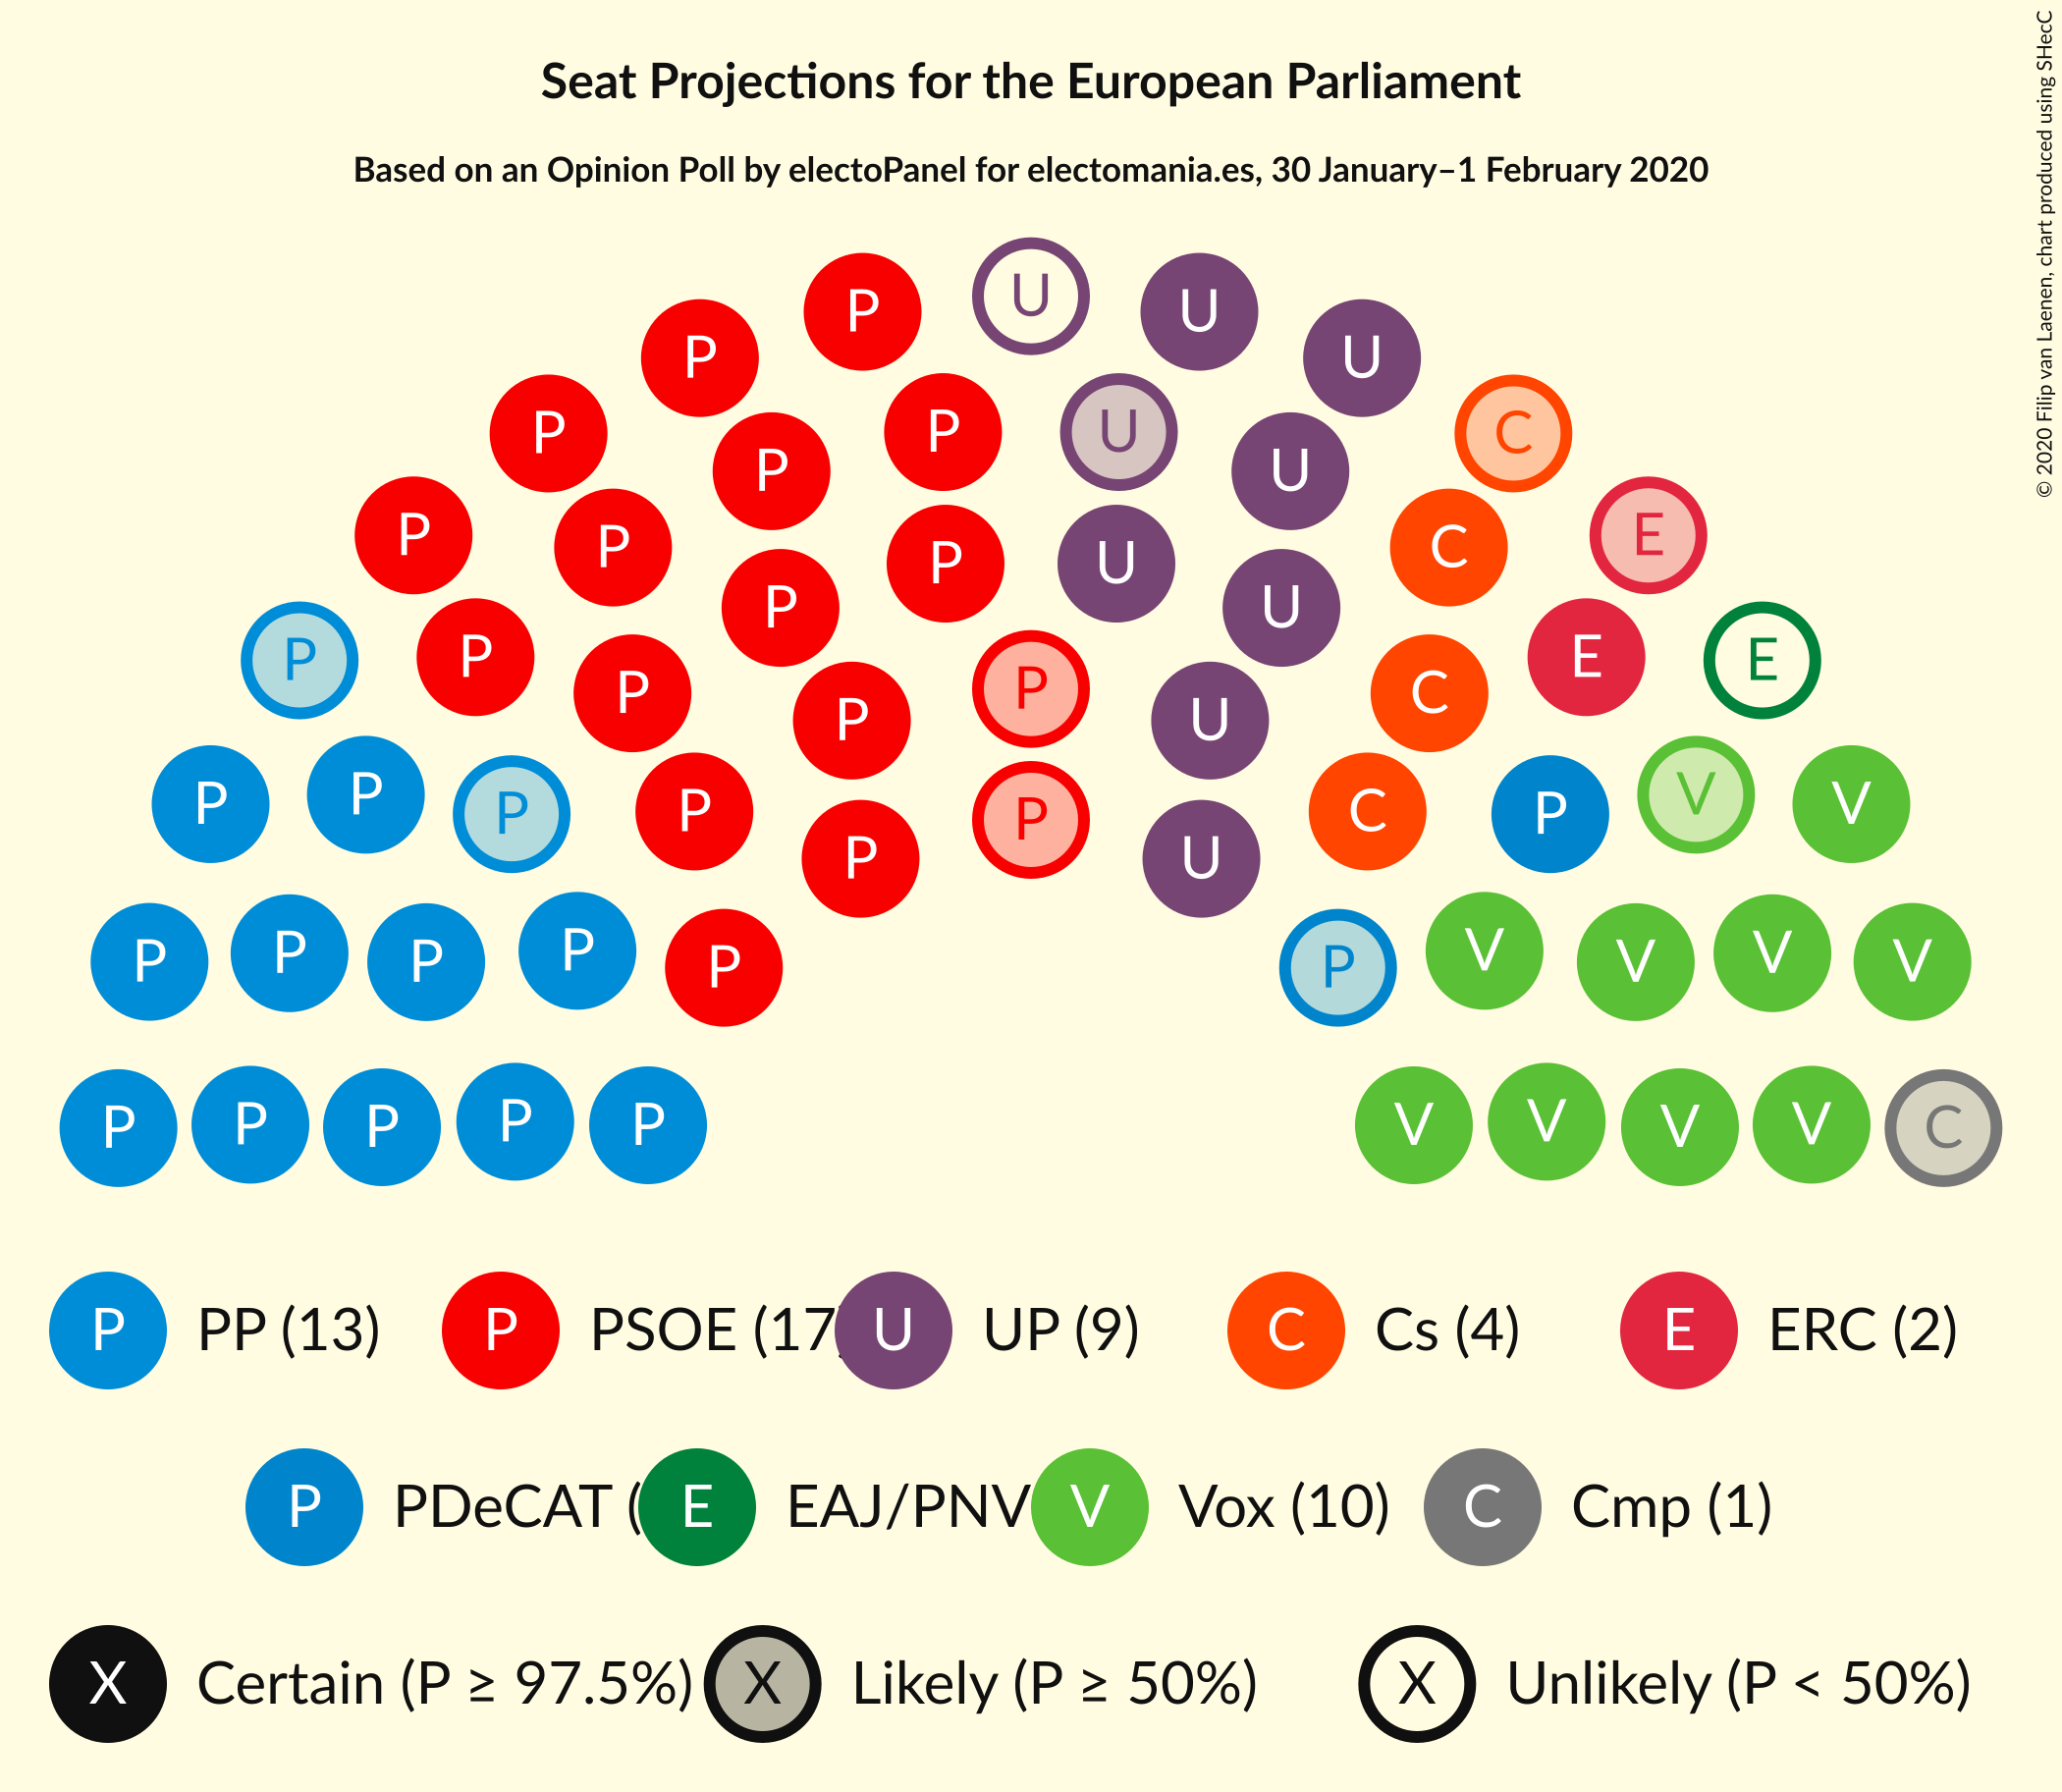 Seat Projections for the European Parliament
Based on an Opinion Poll by electoPanel for electomania.es, 30 January–1 February 2020
© 2020 Filip van Laenen, chart produced using SHecC
P U U
P U
P P U C
P U
P P P U C E
P U
P P E E
P P C
P U
P P P P P C P V V
P U
P P P P P P V V V V
P P P P P V V V V C
P PP (13) P PSOE (17 U UP (9) C Cs (4) E ERC (2)
P PDeCAT ( E EAJ/PNV V Vox (10) C Cmp (1)
X Certain (P ≥ 97.5%) X Likely (P ≥ 50%) X Unlikely (P < 50%)